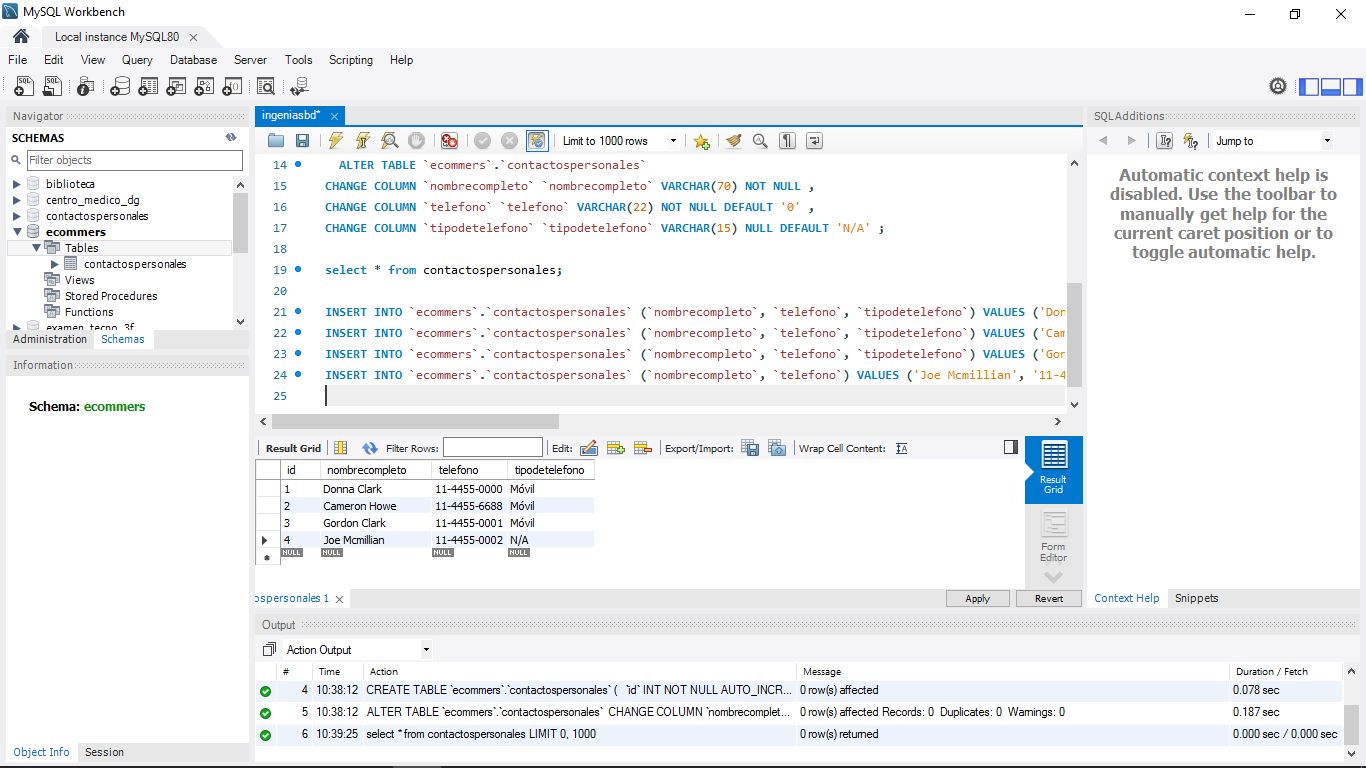 MySQL Workbench
Local instance MySQL80
File Edit View Query Database Server Tools Scripting Help
Navigator
SCHEMAS
Filter objects
biblioteca
centro_medico_dg
contactospersonales
ecommers
Tables
contactospersonales
Views
Stored Procedures
Functions
examen_tecno_3f
Administration Schemas
Information
Schema: ecommers
Object Info Session
ingeniasbd*
Limit to 1000 rows
14 ALTER TABLE `ecommers`.`contactospersonales`
15 CHANGE COLUMN `nombrecompleto` `nombrecompleto` VARCHAR(70) NOT NULL ,
16 CHANGE COLUMN `telefono` `telefono` VARCHAR(22) NOT NULL DEFAULT '0' ,
17 CHANGE COLUMN `tipodetelefono` `tipodetelefono` VARCHAR(15) NULL DEFAULT 'N/A' ;
18
19 select * from contactospersonales;
20
21 INSERT INTO `ecommers`.`contactospersonales` (`nombrecompleto`, `telefono`, `tipodetelefono`) VALUES ('Don
22 INSERT INTO `ecommers`.`contactospersonales` (`nombrecompleto`, `telefono`, `tipodetelefono`) VALUES ('Cam
23 INSERT INTO `ecommers`.`contactospersonales` (`nombrecompleto`, `telefono`, `tipodetelefono`) VALUES ('Gor
24 INSERT INTO `ecommers`.`contactospersonales` (`nombrecompleto`, `telefono`) VALUES ('Joe Mcmillian', '11-4
25
Result Grid Filter Rows: Edit: Export/Import: Wrap Cell Content:
id nombrecompleto telefono tipodetelefono
1 Donna Clark 11-4455-0000 Móvil
2 Cameron Howe 11-4455-6688 Móvil
3 Gordon Clark 11-4455-0001 Móvil
4 Joe Mcmillian 11-4455-0002 N/A
NULL NULL NULL NULL
Result
Grid
Form
Editor
ospersonales 1
Apply Revert
SQLAdditions
Jump to
Automatic context help is
disabled. Use the toolbar to
manually get help for the
current caret position or to
toggle automatic help.
Context Help Snippets
Output
Action Output
# Time Action Message Duration / Fetch
4 10:38:12 CREATE TABLE `ecommers`.`contactospersonales` ( `id` INT NOT NULL AUTO_INCR... 0 row(s) affected 0.078 sec
5 10:38:12 ALTER TABLE `ecommers`.`contactospersonales` CHANGE COLUMN `nombrecomplet... 0 row(s) affected Records: 0 Duplicates: 0 Warnings: 0 0.187 sec
6 10:39:25 select * from contactospersonales LIMIT 0, 1000 0 row(s) returned 0.000 sec / 0.000 sec